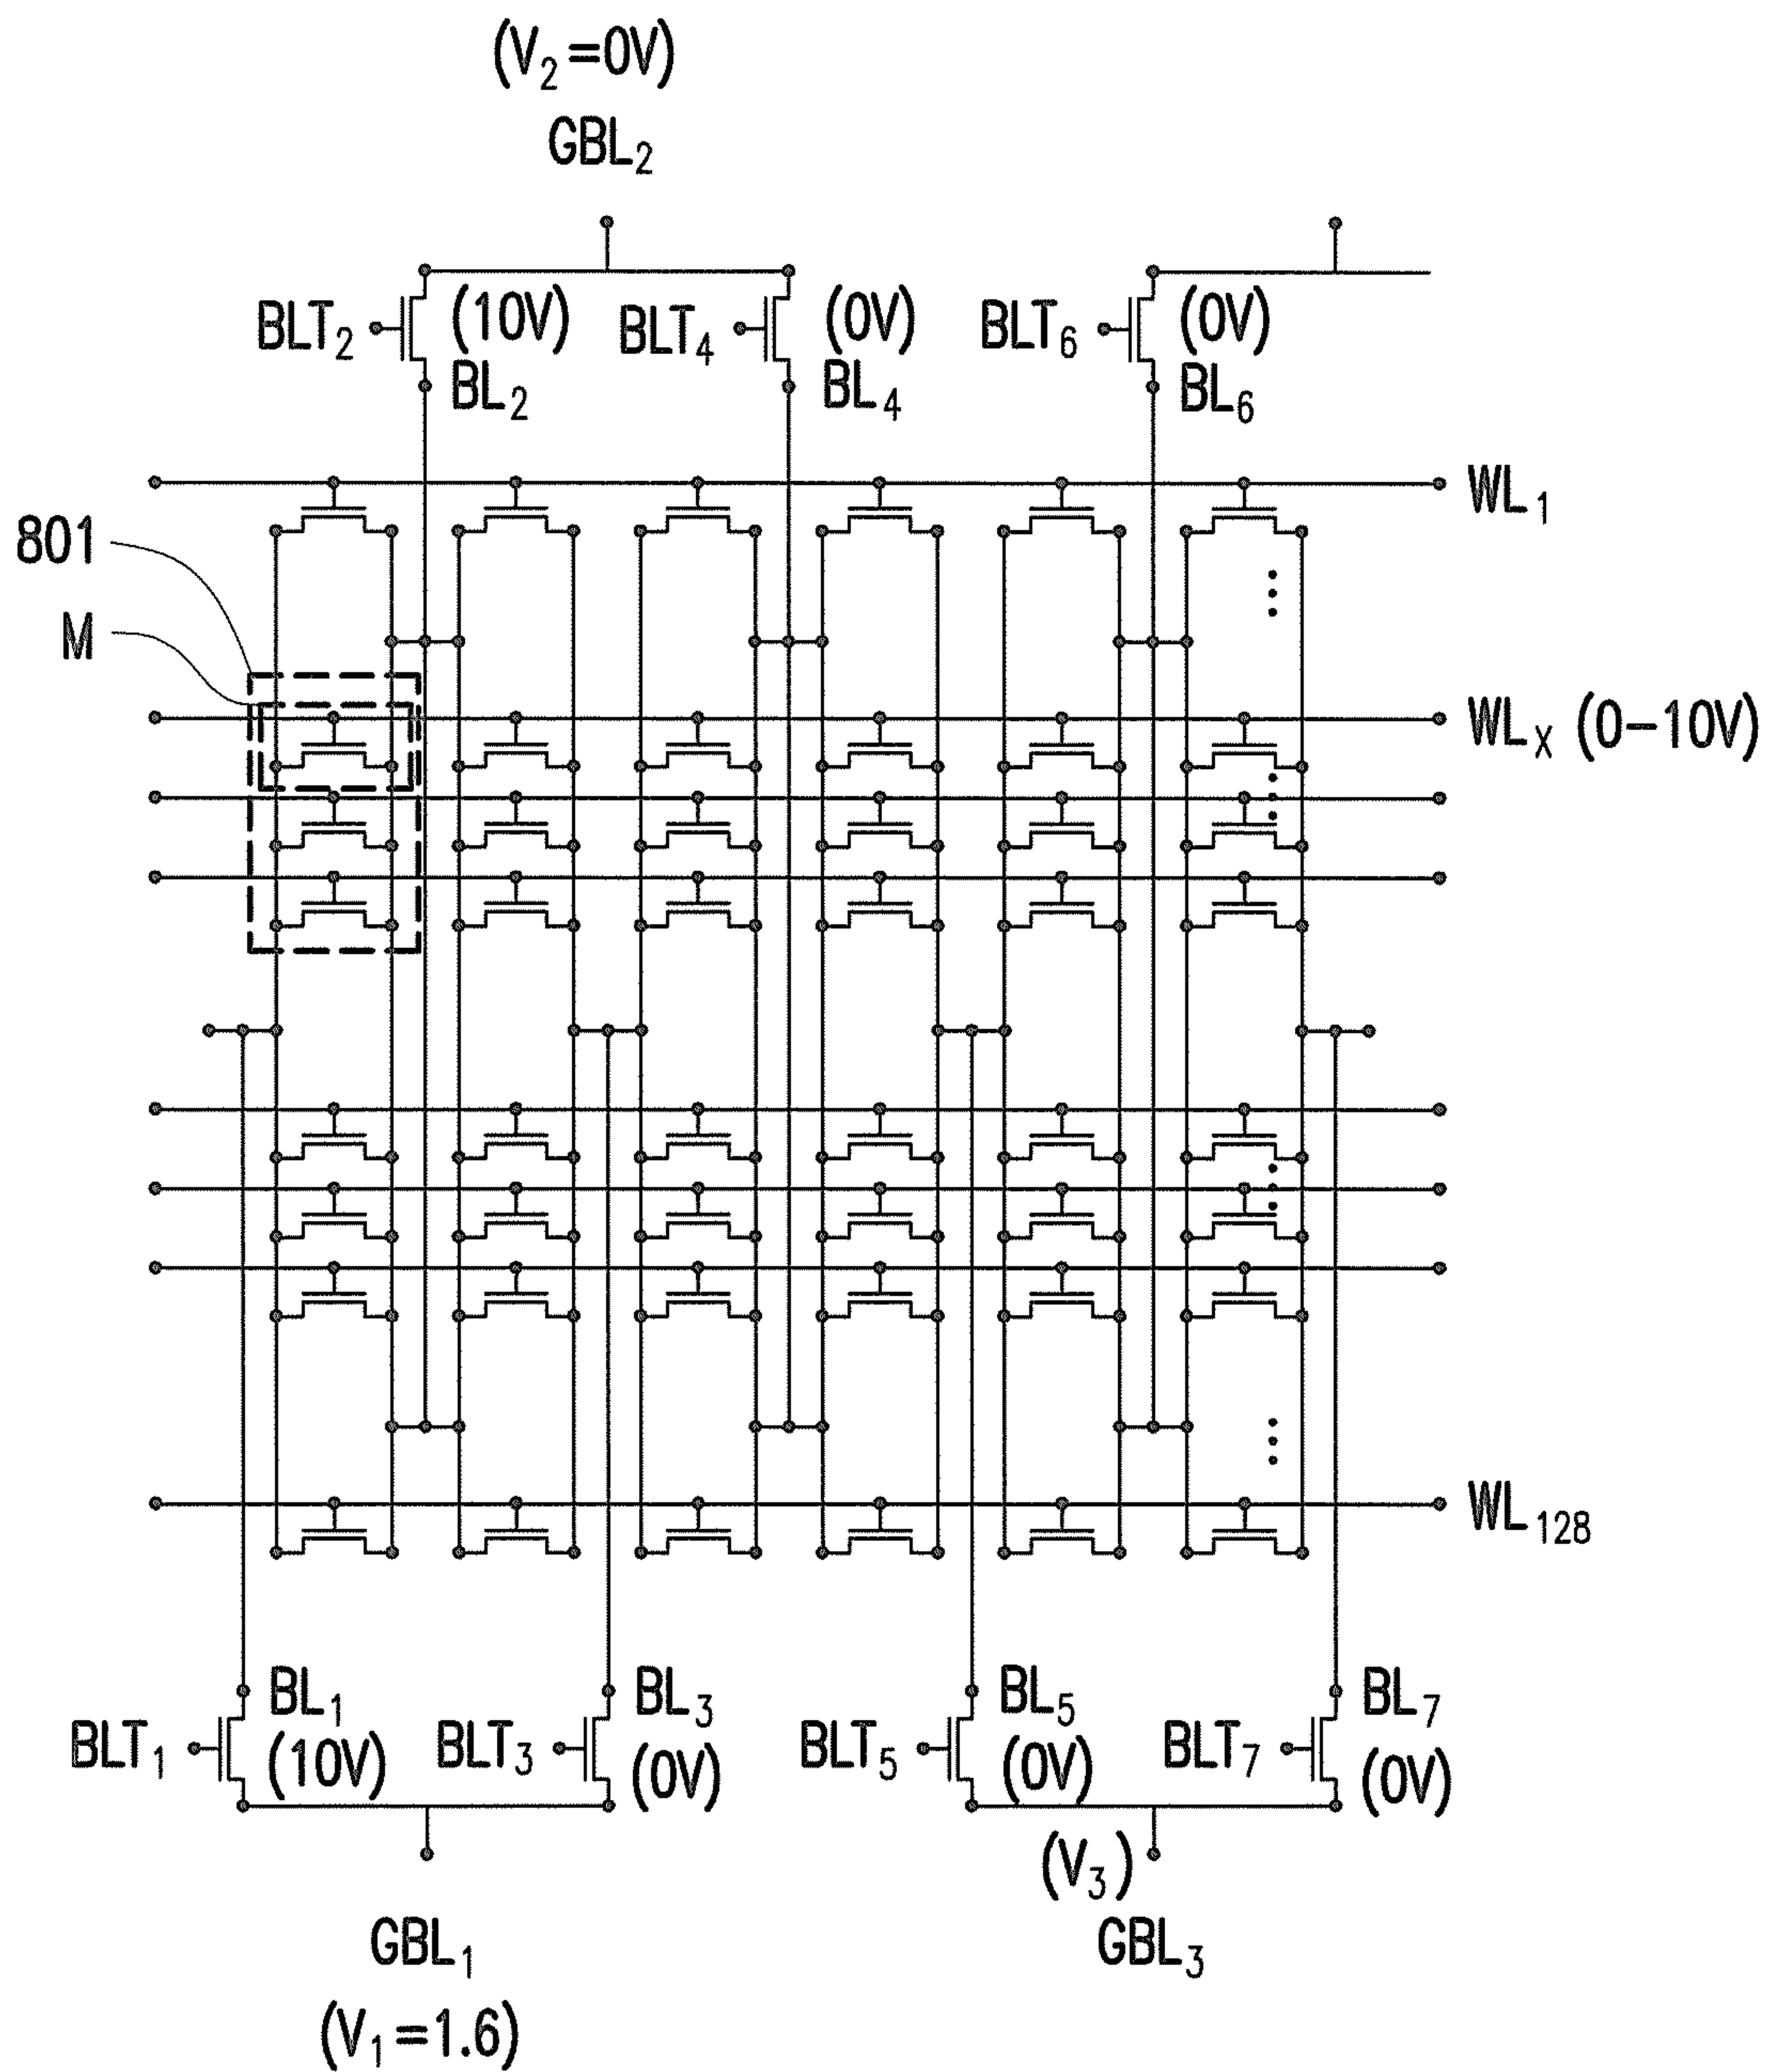 (V₂=0V)
GBL₂
BLT₂ (10V) BLT₄ (0V) BLT₆ (0V)
BL₂ BL₄ BL₆
WL₁
801
M
WLₓ (0-10V)
WL₁₂₈
BL₁ BL₃ BL₅ BL₇
BLT₁ (10V) BLT₃ (0V) BLT₅ (0V) BLT₇ (0V)
(V₃)
GBL₁ GBL₃
(V₁=1.6)